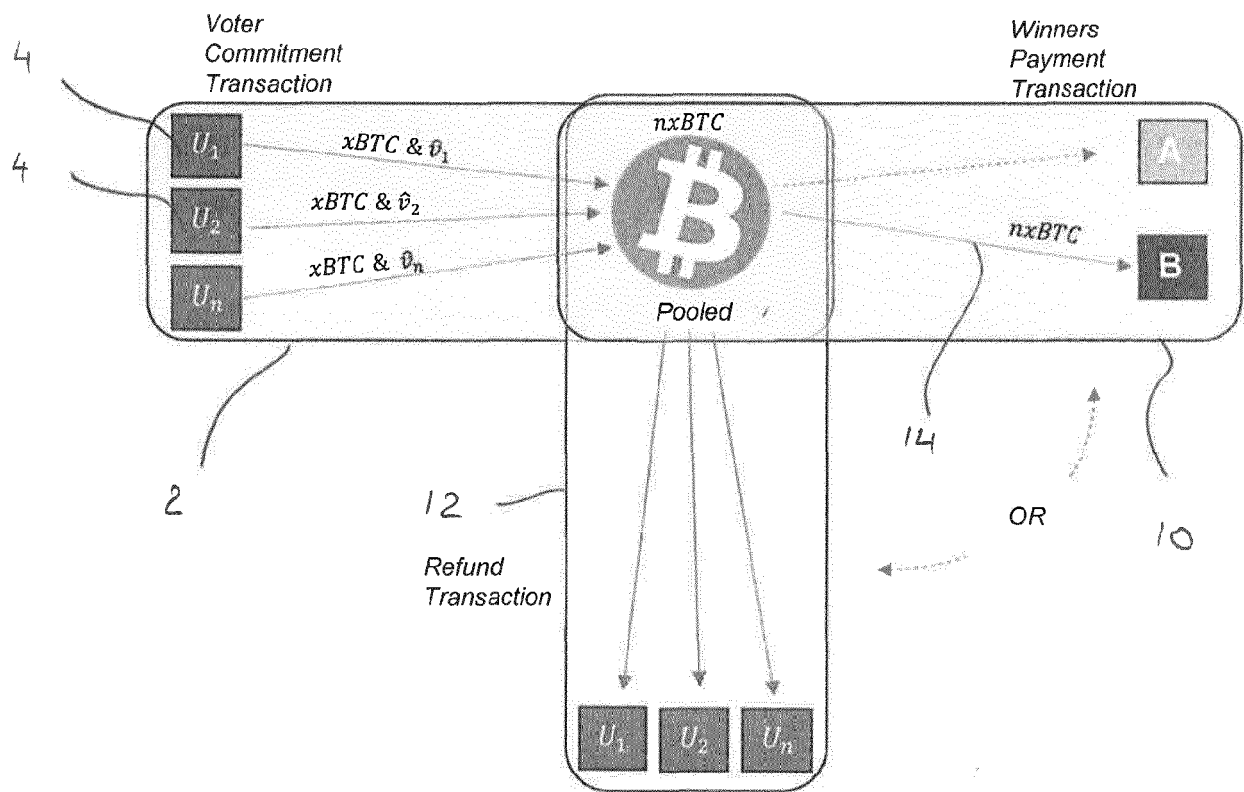 Voter
Commitment
Transaction
Winners
Payment
Transaction
4
4
U₁
U₂
Uₙ
xBTC & v̂₁
xBTC & v̂₂
xBTC & v̂ₙ
nxBTC
Pooled
A
nxBTC
B
2
12
14
10
OR
Refund
Transaction
U₁ U₂ Uₙ